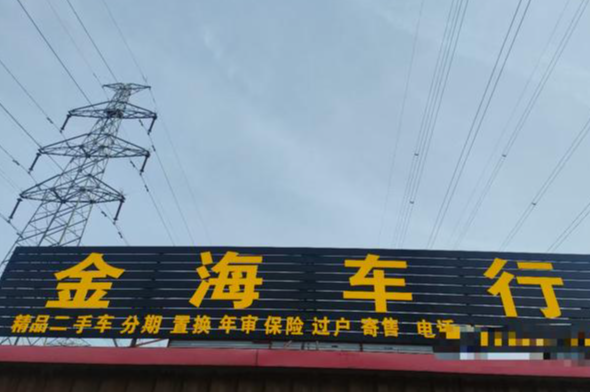 金海车行
精品二手车 分期 置换 年审 保险 过户 寄售 电话